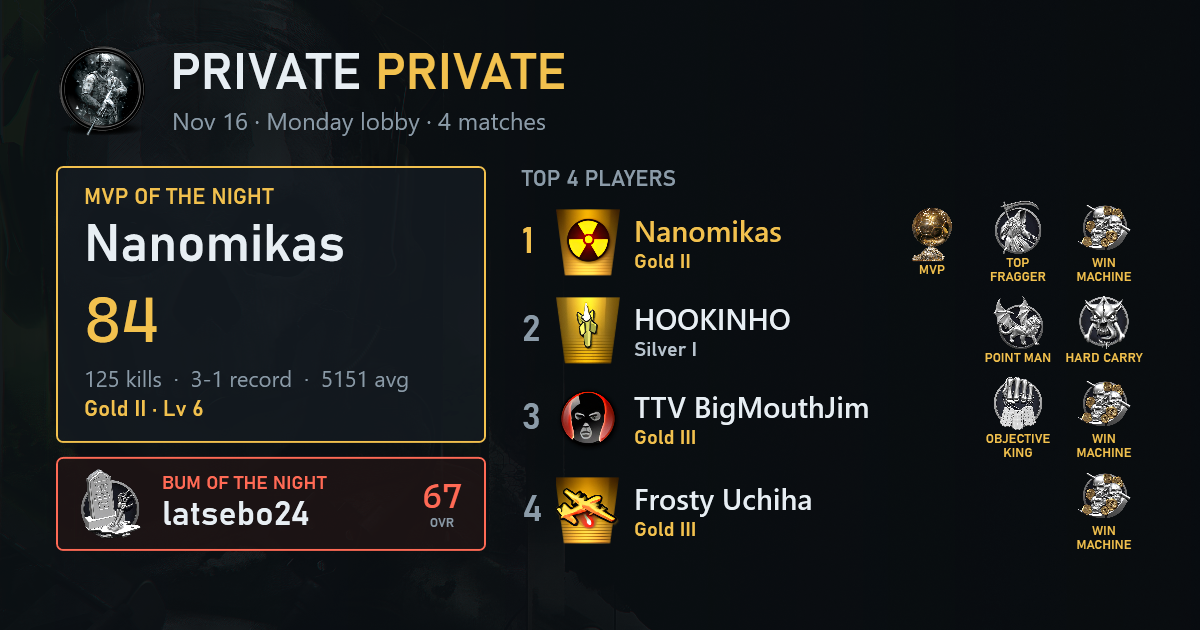 PRIVATE PRIVATE
Nov 16 · Monday lobby · 4 matches
MVP OF THE NIGHT
Nanomikas
84
125 kills · 3-1 record · 5151 avg
Gold II · Lv 6
BUM OF THE NIGHT
latsebo24
67
OVR
TOP 4 PLAYERS
1
Nanomikas
Gold II
MVP
TOP
FRAGGER
WIN
MACHINE
2
HOOKINHO
Silver I
POINT MAN
HARD CARRY
3
TTV BigMouthJim
Gold III
OBJECTIVE
KING
WIN
MACHINE
4
Frosty Uchiha
Gold III
WIN
MACHINE